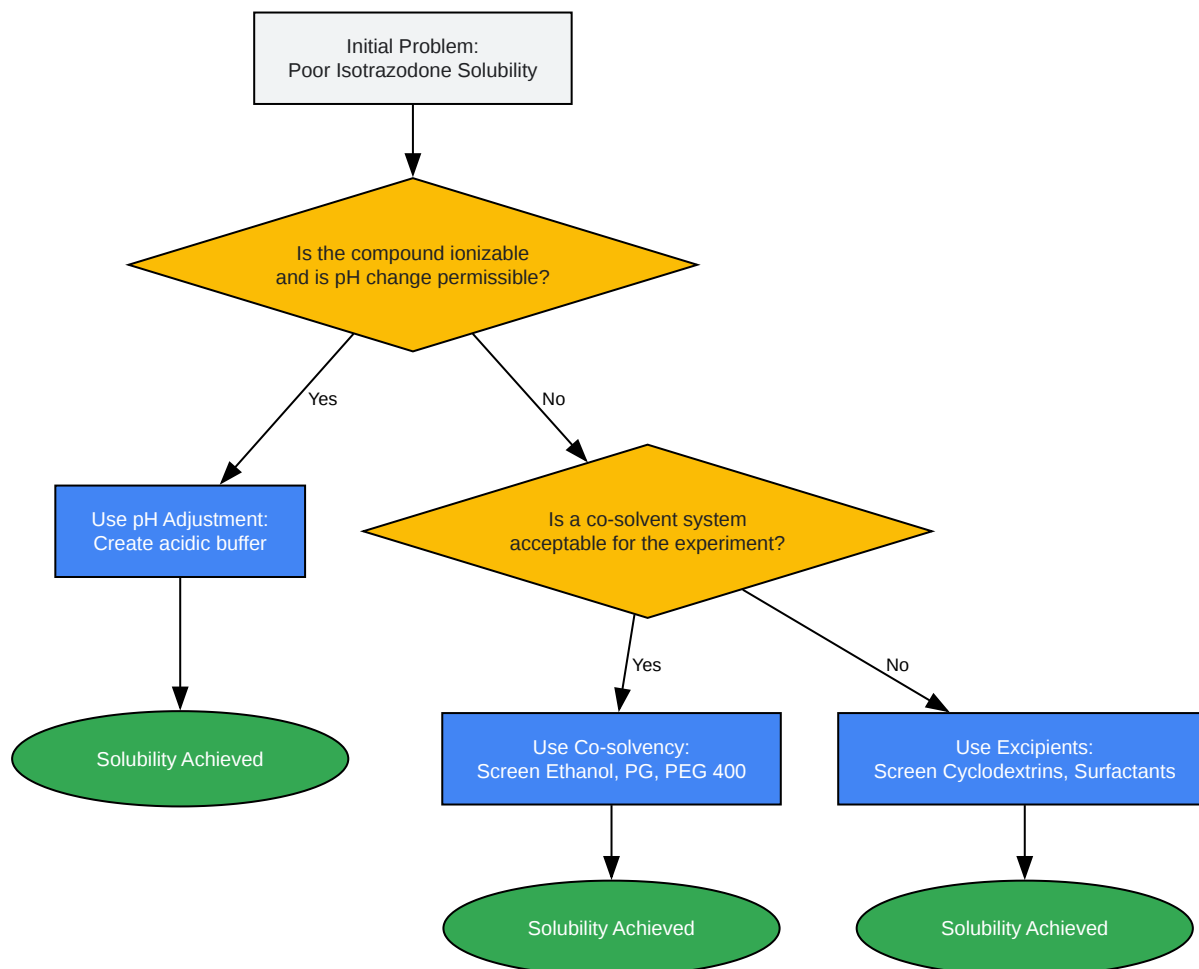 Initial Problem:
Poor Isotrazodone Solubility
Is the compound ionizable
and is pH change permissible?
Yes
No
Use pH Adjustment:
Create acidic buffer
Is a co-solvent system
acceptable for the experiment?
Solubility Achieved
Yes
No
Use Co-solvency:
Screen Ethanol, PG, PEG 400
Use Excipients:
Screen Cyclodextrins, Surfactants
Solubility Achieved
Solubility Achieved